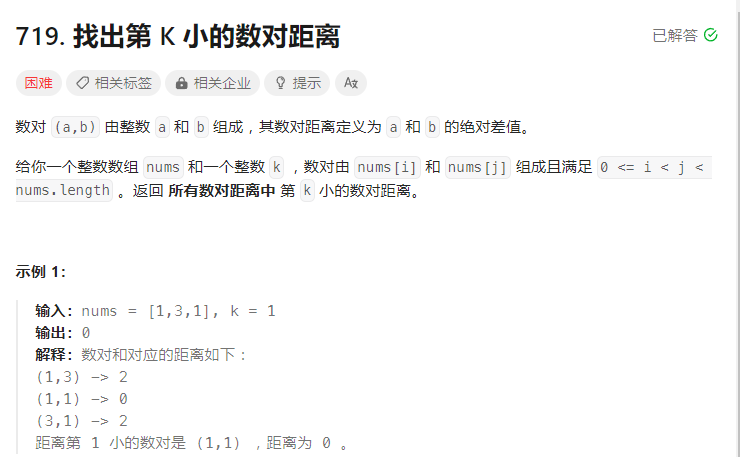 719. 找出第 K 小的数对距离
已解答
困难 相关标签 相关企业 提示 Aあ
数对 (a,b) 由整数 a 和 b 组成，其数对距离定义为 a 和 b 的绝对差值。
给你一个整数数组 nums 和一个整数 k ，数对由 nums[i] 和 nums[j] 组成且满足 0 <= i < j <
nums.length 。返回 所有数对距离中 第 k 小的数对距离。
示例 1：
输入：nums = [1,3,1], k = 1
输出：0
解释：数对和对应的距离如下：
(1,3) -> 2
(1,1) -> 0
(3,1) -> 2
距离第 1 小的数对是 (1,1) ，距离为 0 。